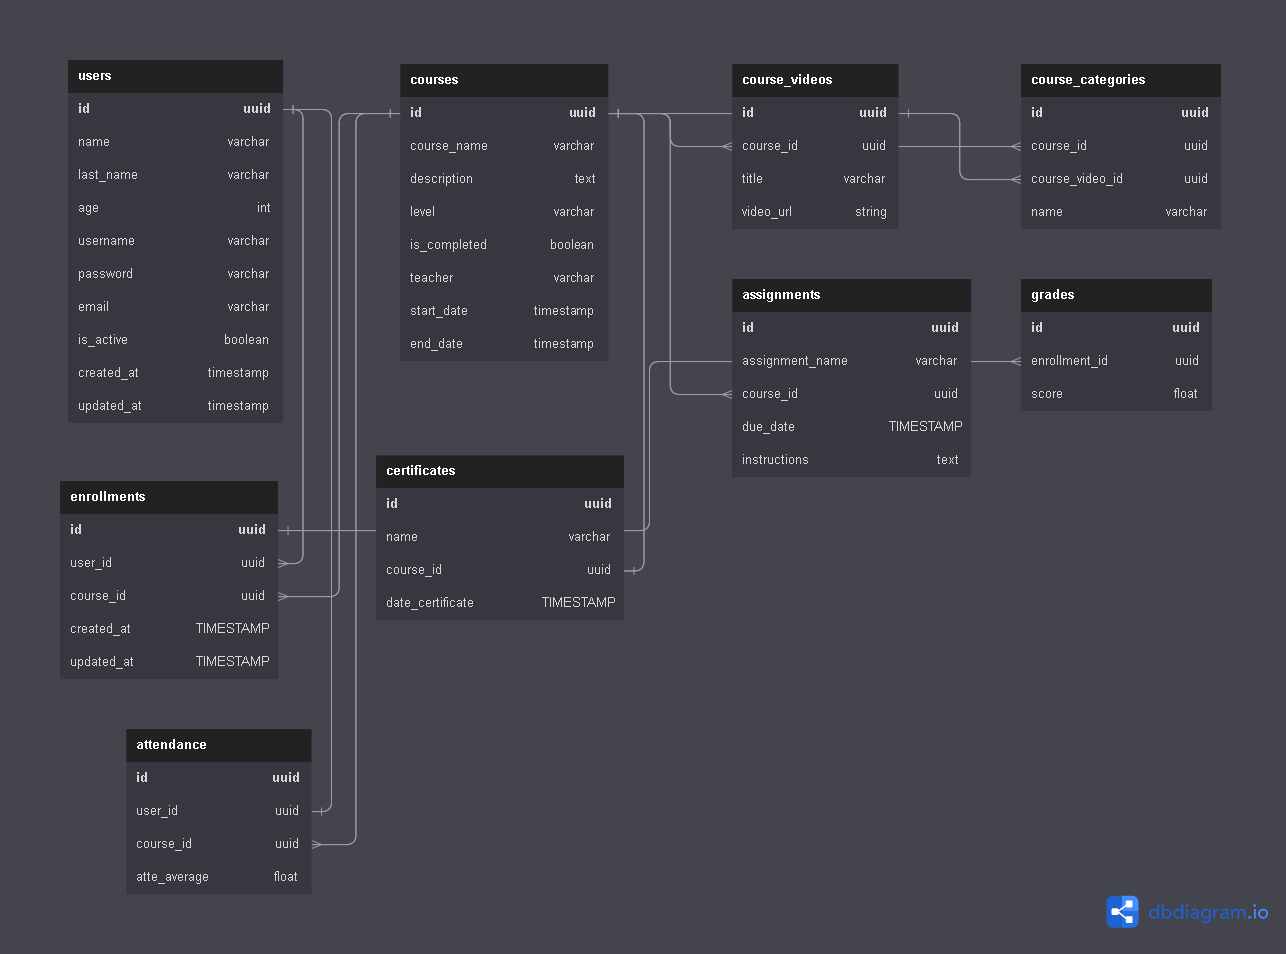 users
id uuid
name varchar
last_name varchar
age int
username varchar
password varchar
email varchar
is_active boolean
created_at timestamp
updated_at timestamp
courses
id uuid
course_name varchar
description text
level varchar
is_completed boolean
teacher varchar
start_date timestamp
end_date timestamp
course_videos
id uuid
course_id uuid
title varchar
video_url string
course_categories
id uuid
course_id uuid
course_video_id uuid
name varchar
assignments
id uuid
assignment_name varchar
course_id uuid
due_date TIMESTAMP
instructions text
grades
id uuid
enrollment_id uuid
score float
certificates
id uuid
name varchar
course_id uuid
date_certificate TIMESTAMP
enrollments
id uuid
user_id uuid
course_id uuid
created_at TIMESTAMP
updated_at TIMESTAMP
attendance
id uuid
user_id uuid
course_id uuid
atte_average float
dbdiagram.io